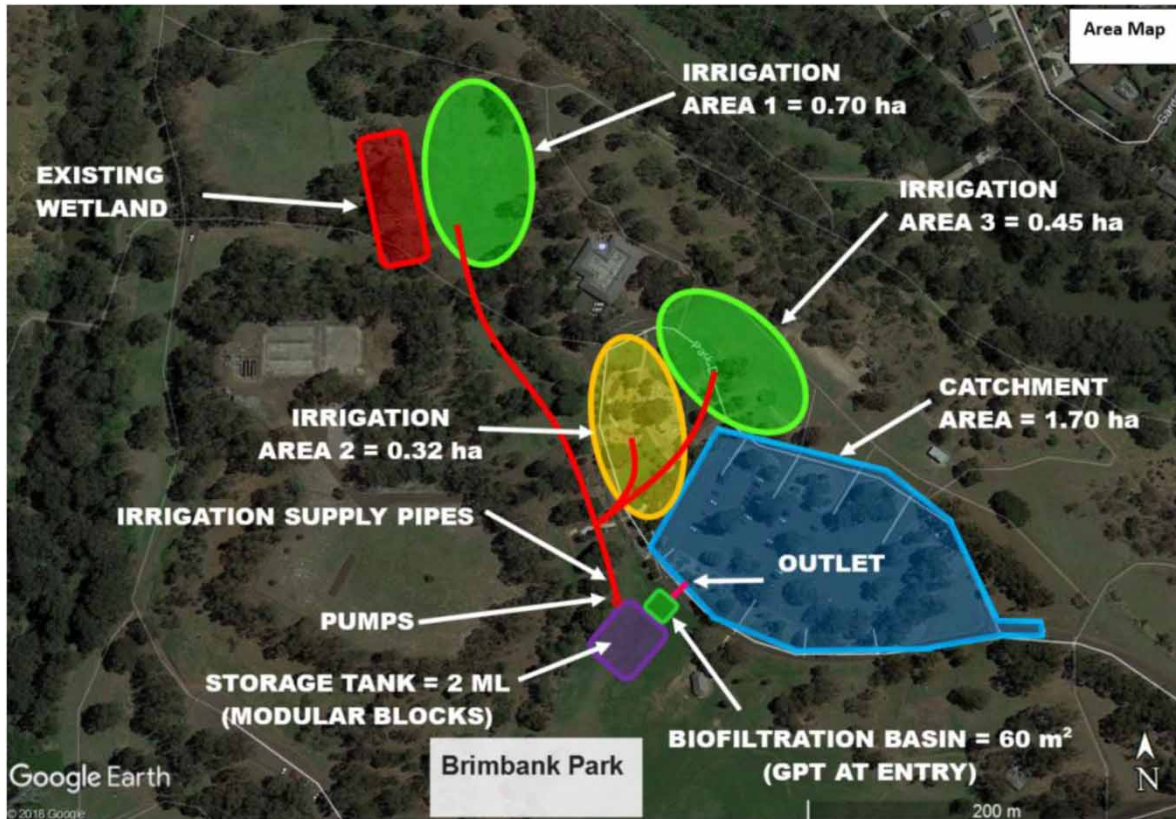 Area Map
IRRIGATION
AREA 1 = 0.70 ha
EXISTING
WETLAND
IRRIGATION
AREA 3 = 0.45 ha
CATCHMENT
AREA = 1.70 ha
IRRIGATION
AREA 2 = 0.32 ha
IRRIGATION SUPPLY PIPES
OUTLET
PUMPS
STORAGE TANK = 2 ML
(MODULAR BLOCKS)
BIOFILTRATION BASIN = 60 m²
(GPT AT ENTRY)
Brimbank Park
N
Google Earth
© 2018 Google
200 m